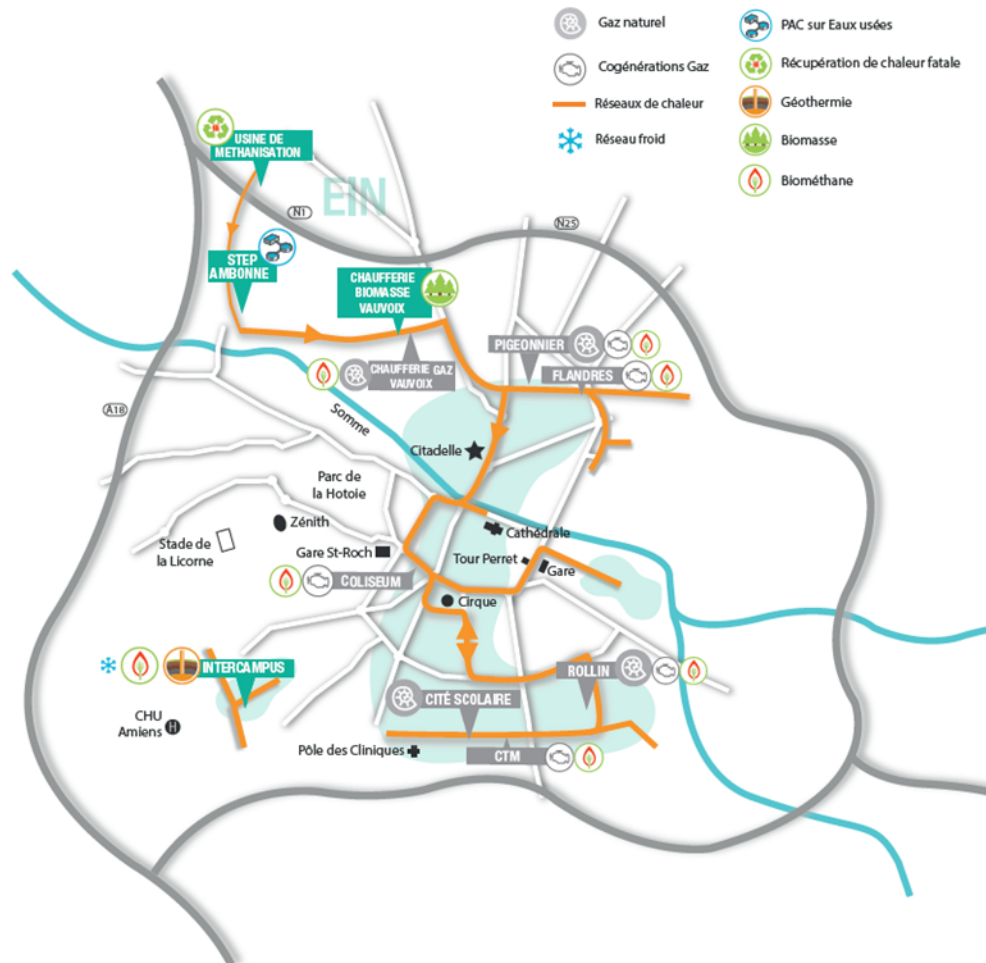 Gaz naturel
PAC sur Eaux usées
Cogénérations Gaz
Récupération de chaleur fatale
Réseaux de chaleur
Géothermie
Réseau froid
Biomasse
Biométhane
USINE DE
METHANISATION
EIN
N1
N25
STEP
AMBONNE
CHAUFFERIE
BIOMASSE
VAUVOIX
PIGEONNIER
CHAUFFERIE GAZ
VAUVOIX
FLANDRES
A18
Somme
Citadelle
Parc de
la Hotoie
Zénith
Cathédrale
Stade de
la Licorne
Gare St-Roch
Tour Perret
Gare
COLISEUM
Cirque
INTERCAMPUS
ROLLIN
CITÉ SCOLAIRE
CHU
Amiens
H
Pôle des Cliniques
CTM